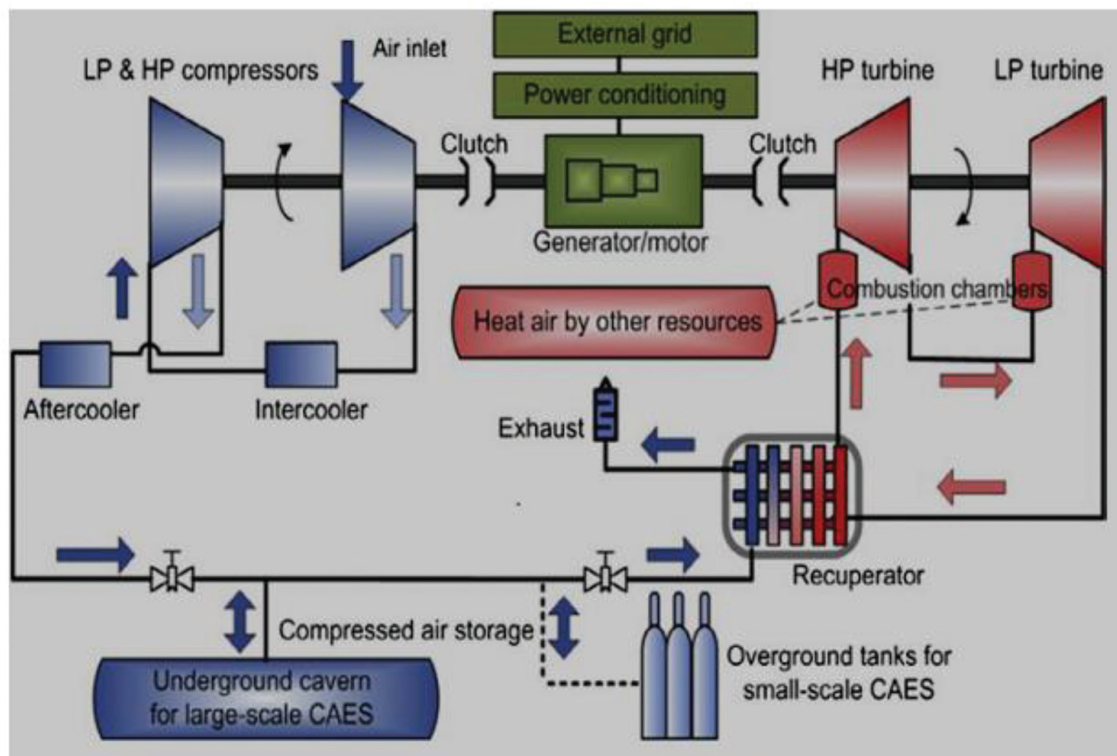 External grid
Air inlet
LP & HP compressors
HP turbine
LP turbine
Power conditioning
Clutch
Clutch
Generator/motor
Combustion chambers
Heat air by other resources
Aftercooler
Intercooler
Exhaust
Recuperator
Compressed air storage
Underground cavern
for large-scale CAES
Overground tanks for
small-scale CAES